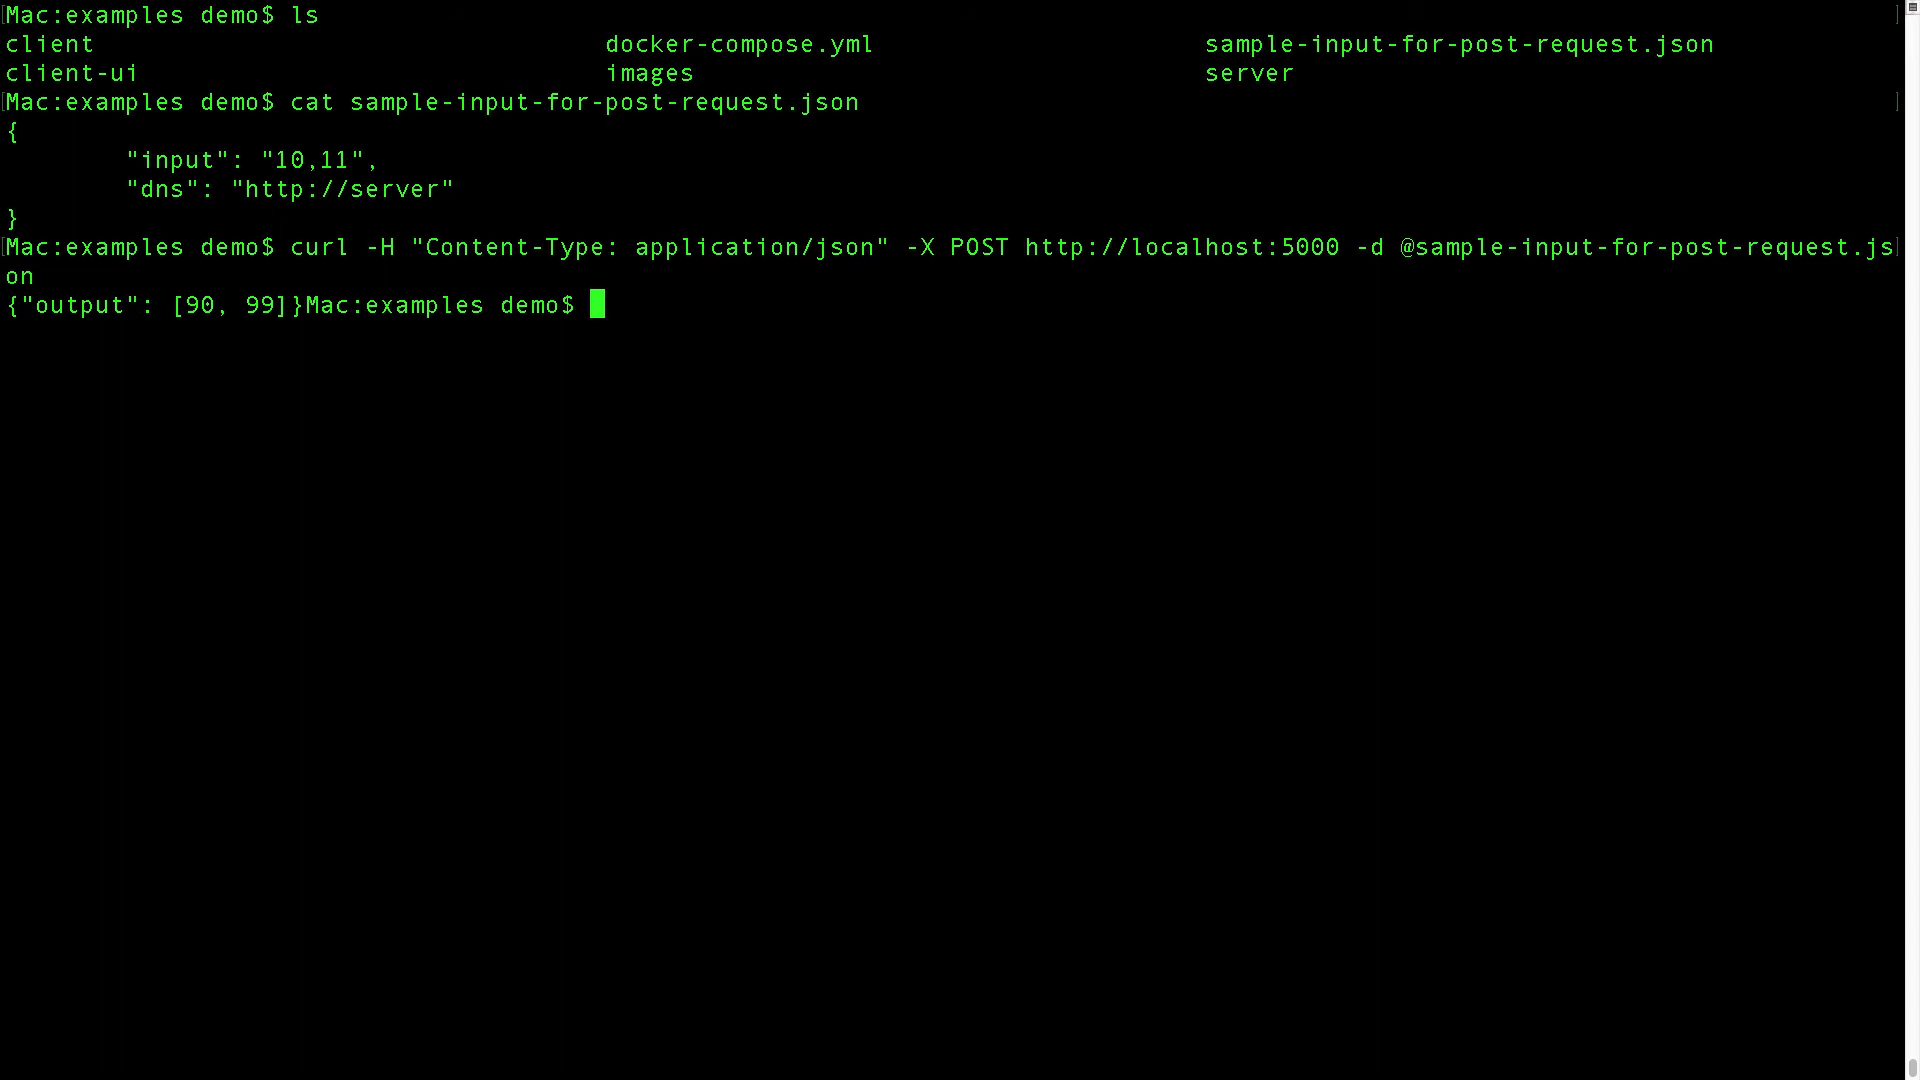 Mac:examples demo$ ls
client docker-compose.yml sample-input-for-post-request.json
client-ui images server
Mac:examples demo$ cat sample-input-for-post-request.json
{
"input": "10,11",
"dns": "http://server"
}
Mac:examples demo$ curl -H "Content-Type: application/json" -X POST http://localhost:5000 -d @sample-input-for-post-request.js
on
{"output": [90, 99]}Mac:examples demo$